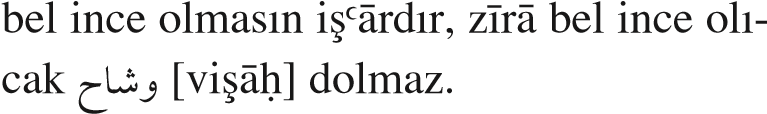 bel ince olmasın işʿārdır, zīrā bel ince olı-
cak وشاح [vişāḥ] dolmaz.